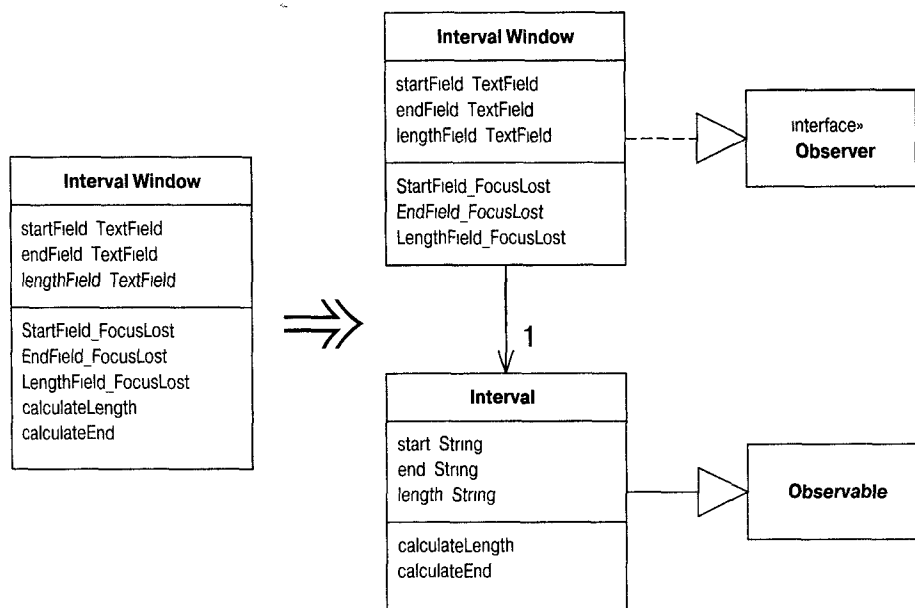 Interval Window
startField TextField
endField TextField
lengthField TextField
StartField_FocusLost
EndField_FocusLost
LengthField_FocusLost
calculateLength
calculateEnd
Interval Window
startField TextField
endField TextField
lengthField TextField
StartField_FocusLost
EndField_FocusLost
LengthField_FocusLost
interface»
Observer
1
Interval
start String
end String
length String
calculateLength
calculateEnd
Observable